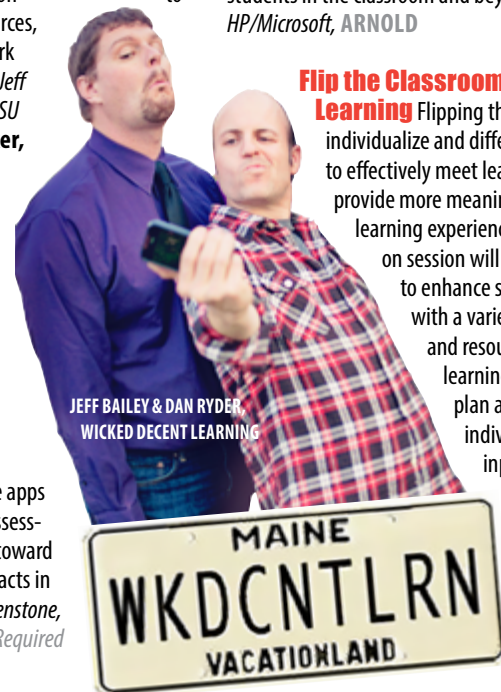 to
rces,
rk
Jeff
SU
er,
students in the classroom and bey
HP/Microsoft, ARNOLD
Flip the Classroom
Learning Flipping th
individualize and diffe
to effectively meet lea
provide more meanin
learning experienc
on session will
to enhance s
with a varie
and resou
learnin
plan a
indiv
inp
JEFF BAILEY & DAN RYDER,
WICKED DECENT LEARNING
e apps
ssess-
toward
acts in
enstone,
Required
MAINE
WKDCNTLRN
VACATIONLAND